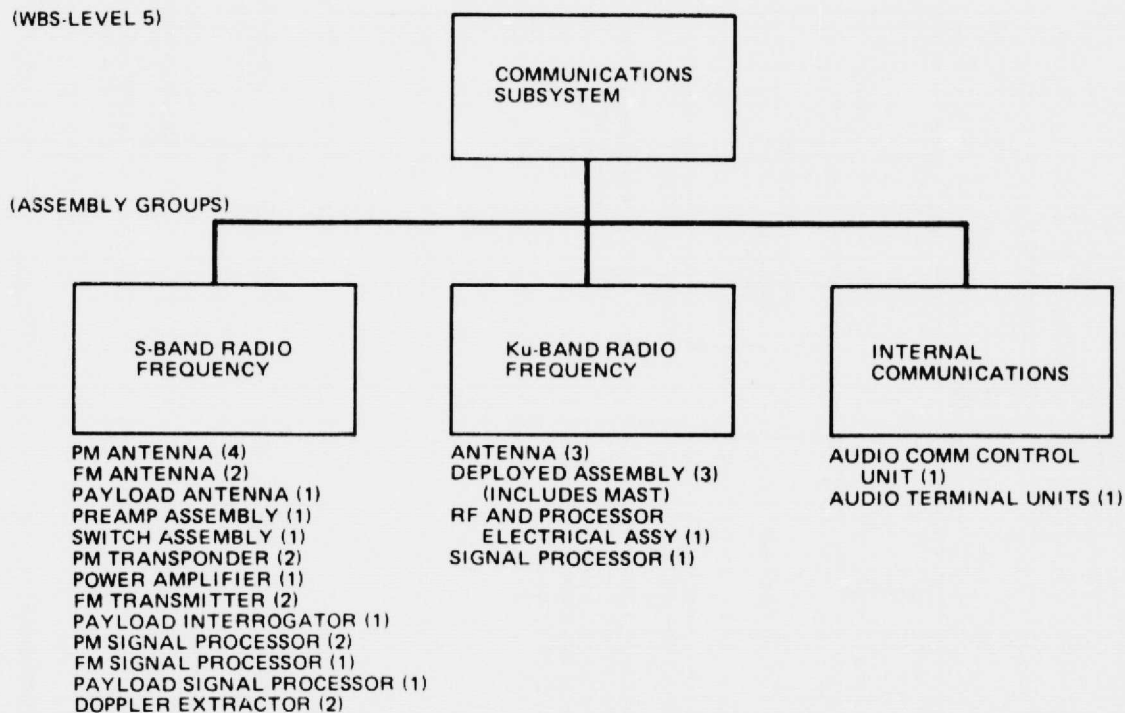 (WBS-LEVEL 5)
COMMUNICATIONS
SUBSYSTEM
(ASSEMBLY GROUPS)
S-BAND RADIO
FREQUENCY
PM ANTENNA (4)
FM ANTENNA (2)
PAYLOAD ANTENNA (1)
PREAMP ASSEMBLY (1)
SWITCH ASSEMBLY (1)
PM TRANSPONDER (2)
POWER AMPLIFIER (1)
FM TRANSMITTER (2)
PAYLOAD INTERROGATOR (1)
PM SIGNAL PROCESSOR (2)
FM SIGNAL PROCESSOR (1)
PAYLOAD SIGNAL PROCESSOR (1)
DOPPLER EXTRACTOR (2)
Ku-BAND RADIO
FREQUENCY
ANTENNA (3)
DEPLOYED ASSEMBLY (3)
(INCLUDES MAST)
RF AND PROCESSOR
ELECTRICAL ASSY (1)
SIGNAL PROCESSOR (1)
INTERNAL
COMMUNICATIONS
AUDIO COMM CONTROL
UNIT (1)
AUDIO TERMINAL UNITS (1)